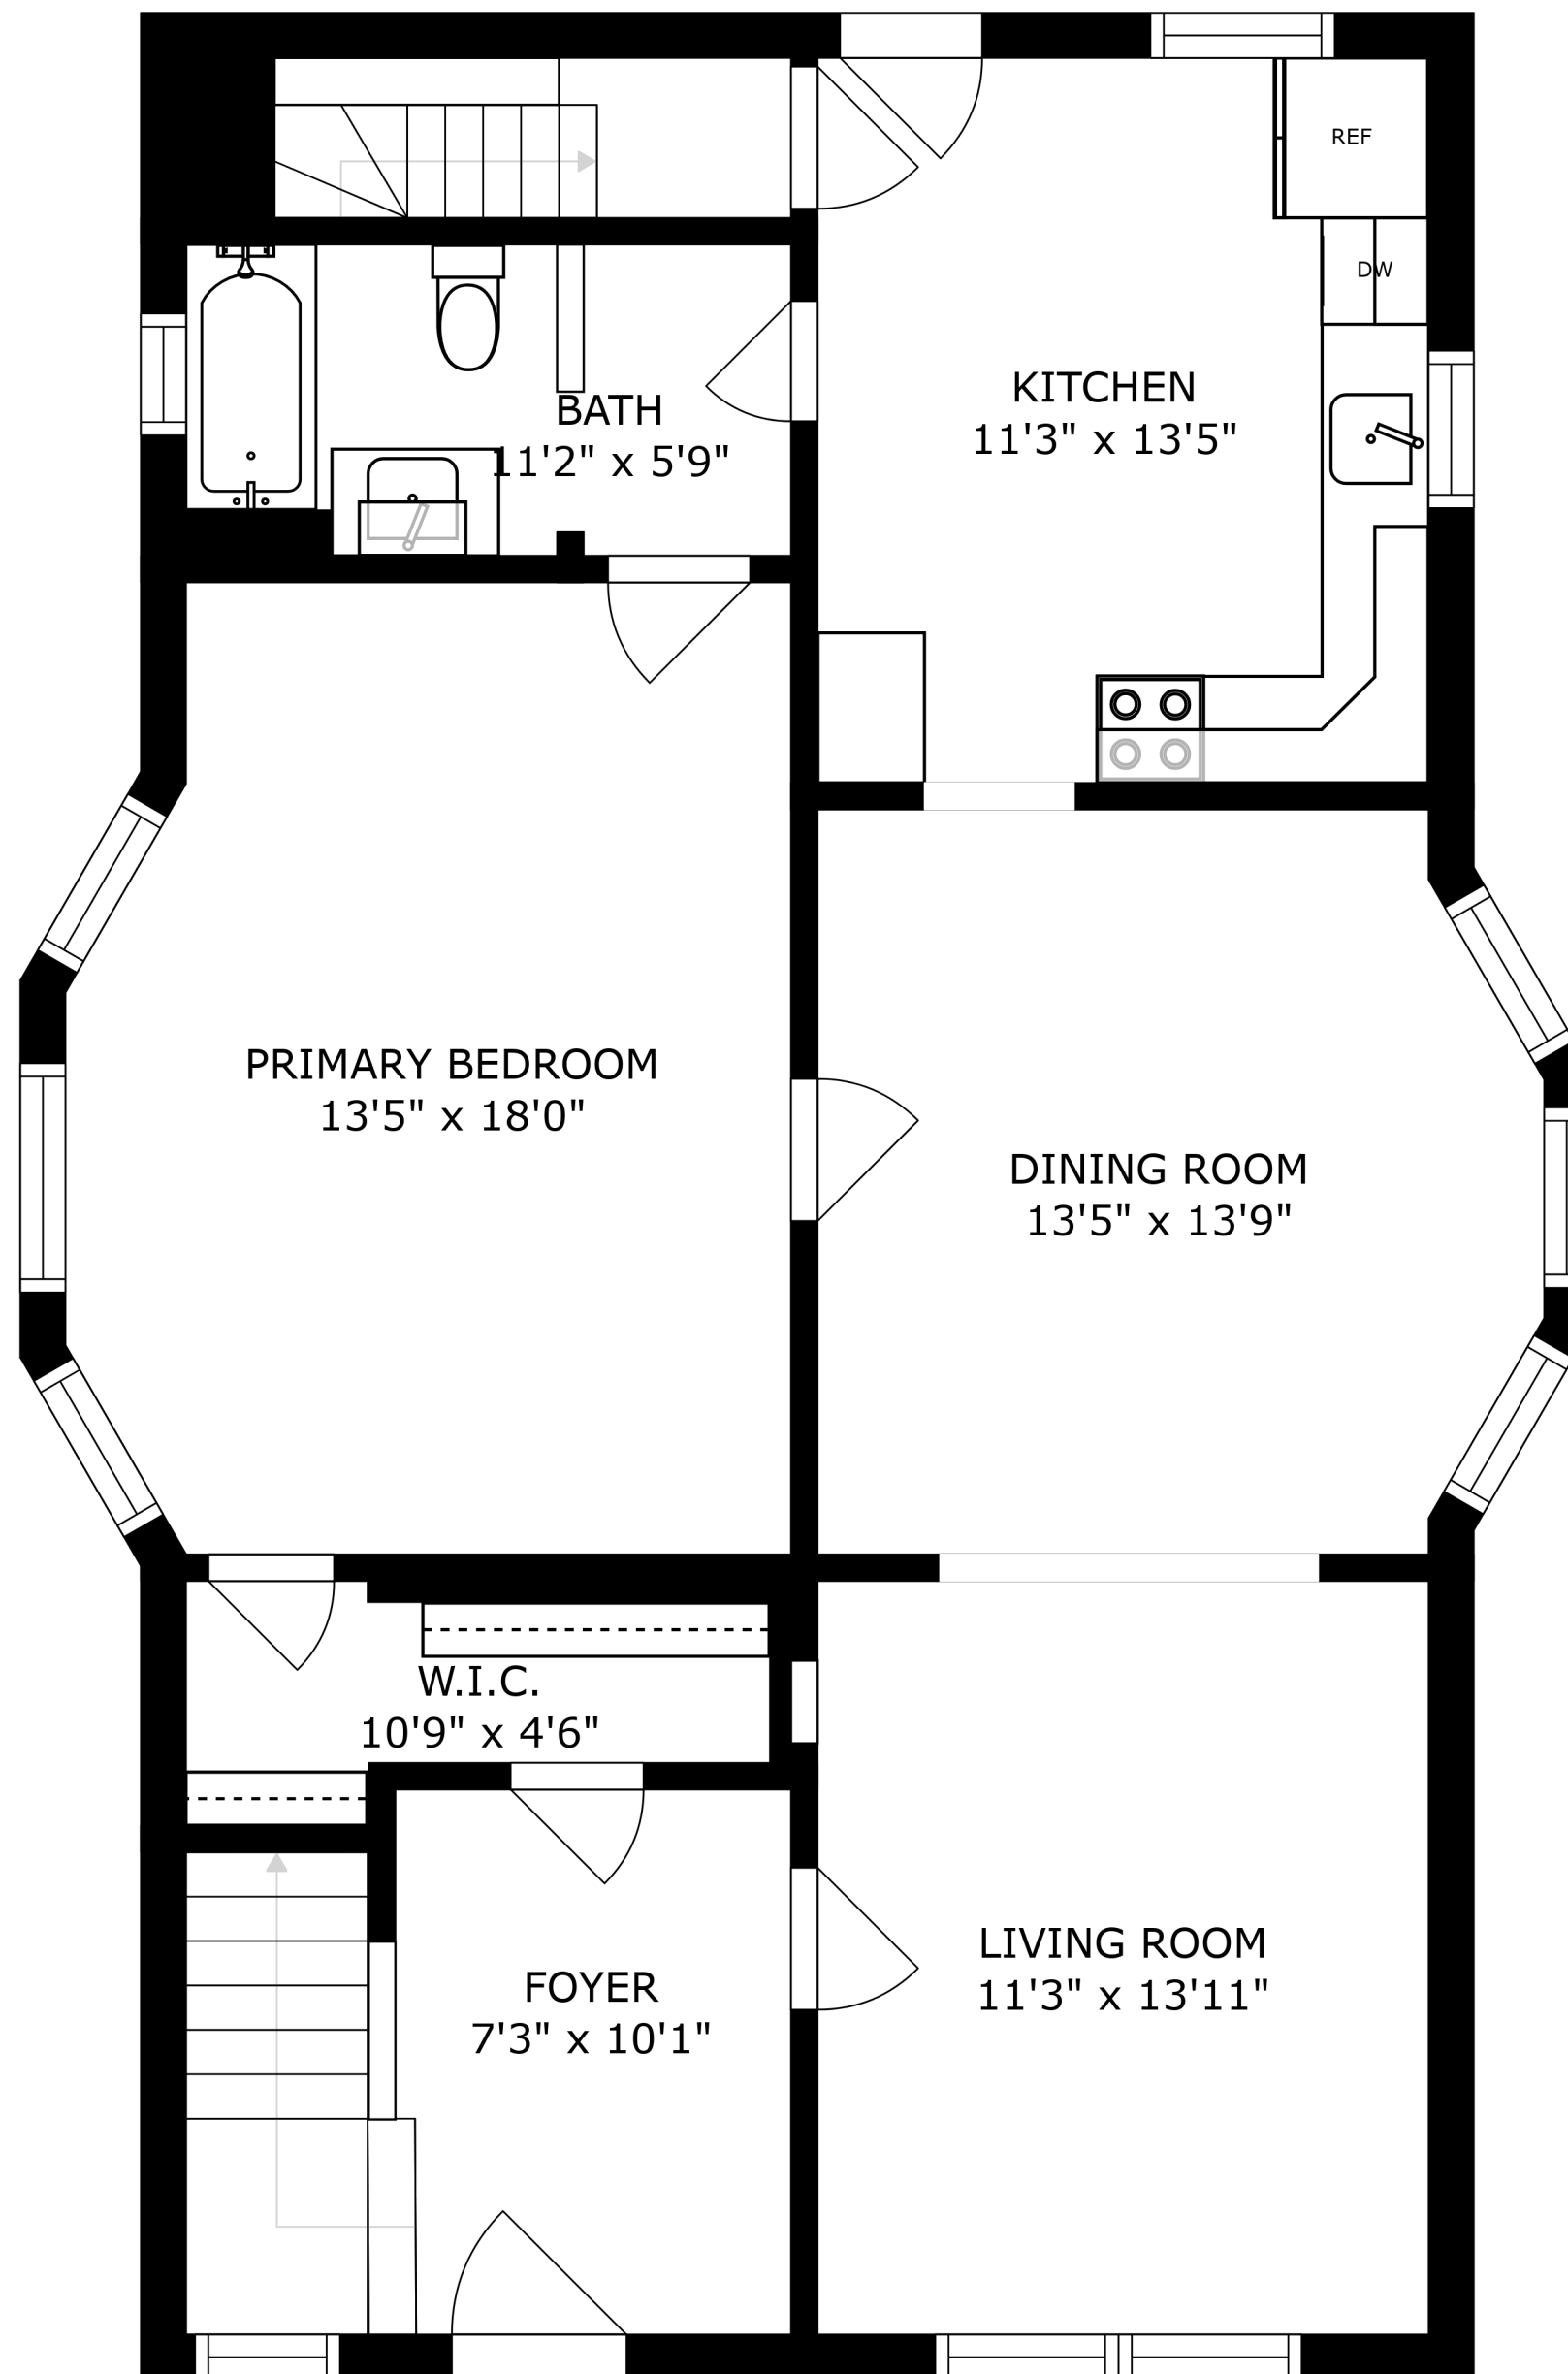 REF
DW
KITCHEN
11'3" x 13'5"
BATH
11'2" x 5'9"
PRIMARY BEDROOM
13'5" x 18'0"
DINING ROOM
13'5" x 13'9"
W.I.C.
10'9" x 4'6"
LIVING ROOM
11'3" x 13'11"
FOYER
7'3" x 10'1"